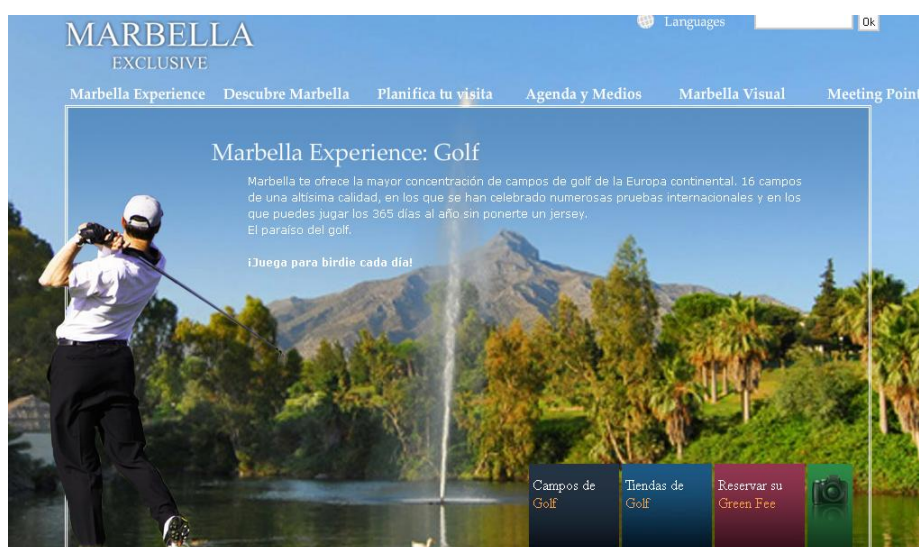 MARBELLA
EXCLUSIVE
Languages
Ok
Marbella Experience Descubre Marbella Planifica tu visita Agenda y Medios Marbella Visual Meeting Point
Marbella Experience: Golf
Marbella te ofrece la mayor concentración de campos de golf de la Europa continental. 16 campos
de una altísima calidad, en los que se han celebrado numerosas pruebas internacionales y en los
que puedes jugar los 365 días al año sin ponerte un jersey.
El paraíso del golf.
¡Juega para birdie cada día!
Campos de
Golf
Tiendas de
Golf
Reservar su
Green Fee